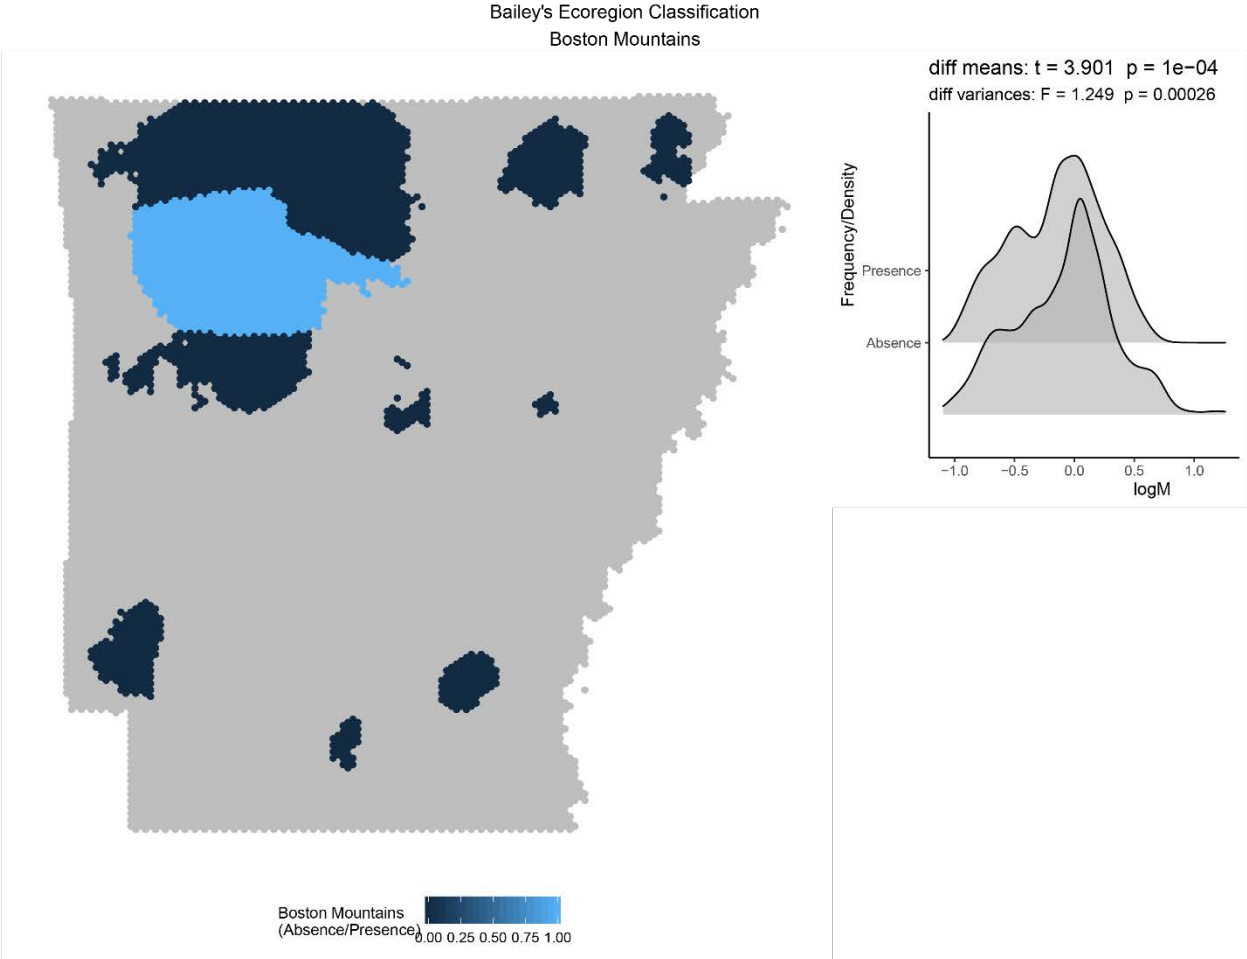 Bailey's Ecoregion Classification
Boston Mountains
diff means: t = 3.901 p = 1e−04
diff variances: F = 1.249 p = 0.00026
Frequency/Density
Presence
Absence
−1.0 −0.5 0.0 0.5 1.0
logM
Boston Mountains
(Absence/Presence)
0.00 0.25 0.50 0.75 1.00